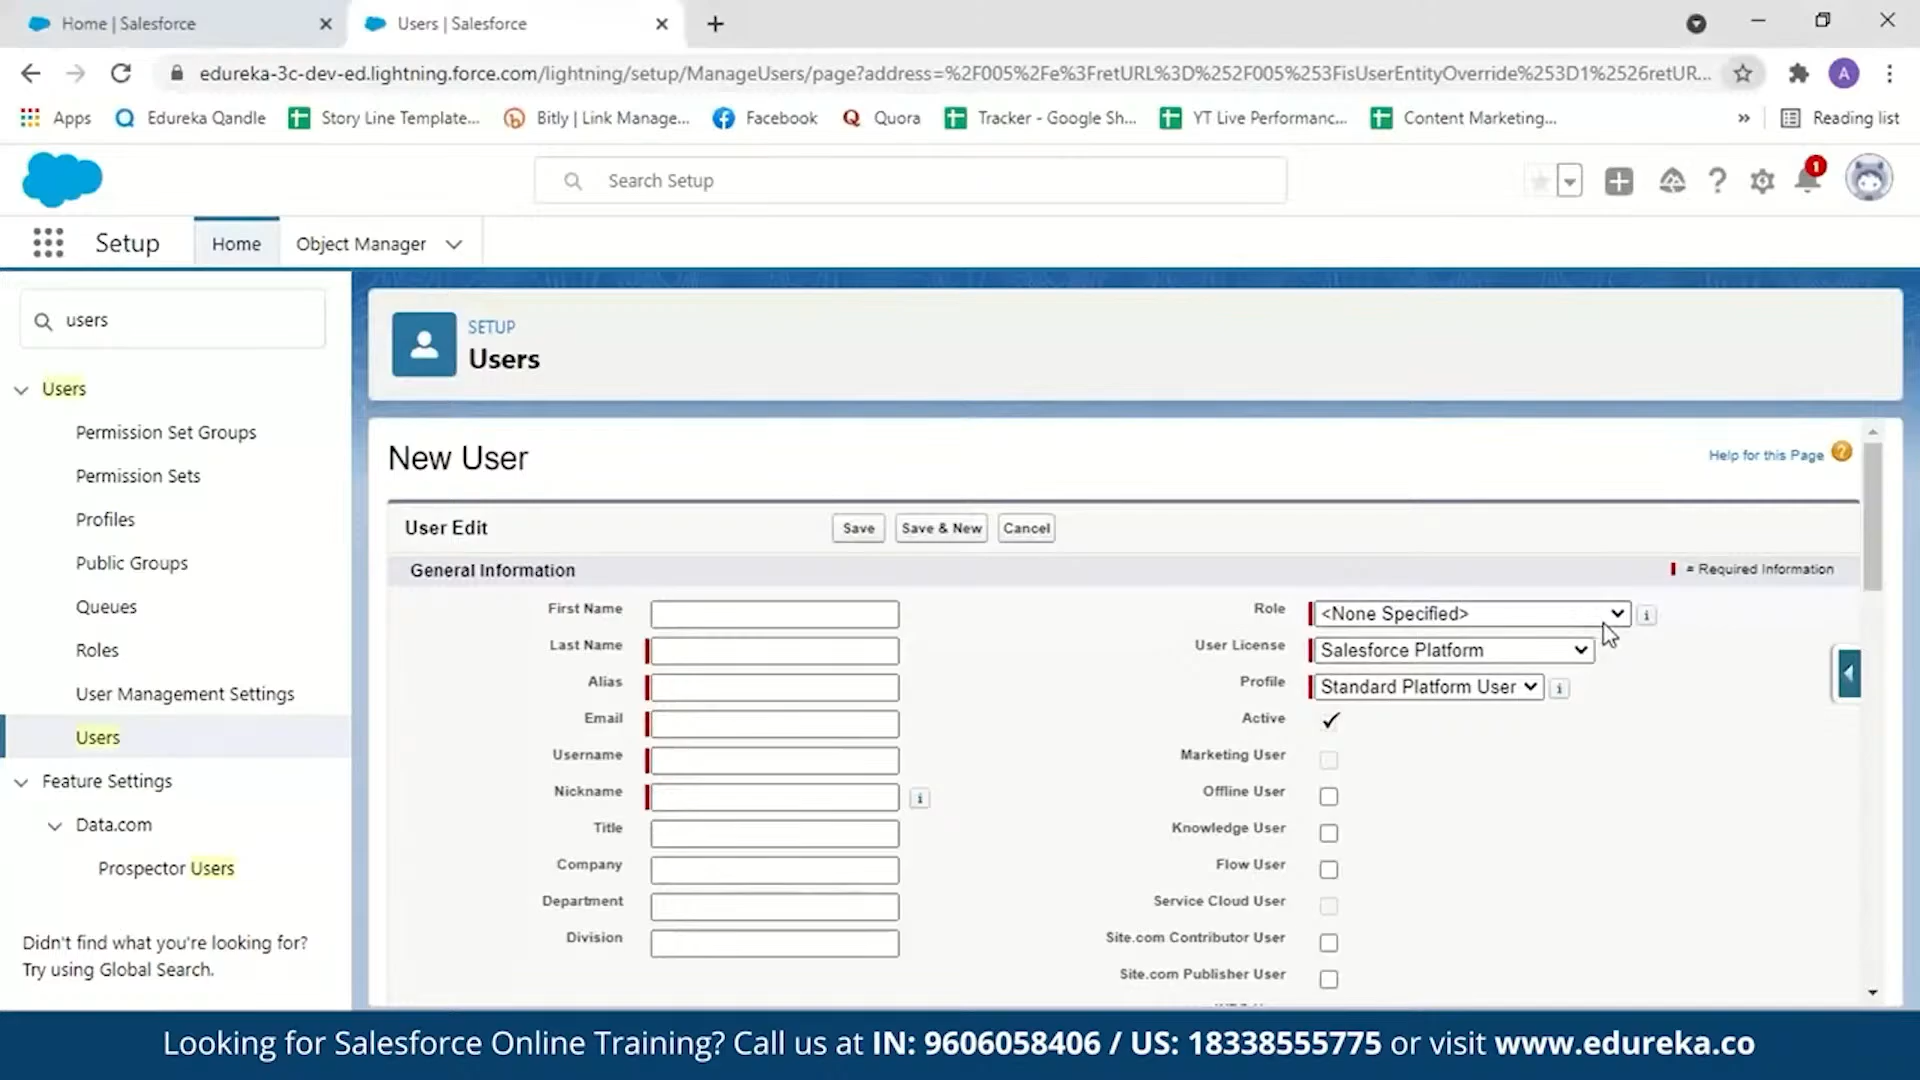 Home | Salesforce
Users | Salesforce
edureka-3c-dev-ed.lightning.force.com/lightning/setup/ManageUsers/page?address=%2F005%2Fe%3FretURL%3D%252F005%253FisUserEntityOverride%253D1%2526retUR...
A
Apps
Edureka Qandle
Story Line Template...
Bitly | Link Manage...
Facebook
Quora
Tracker - Google Sh...
YT Live Performanc...
Content Marketing...
»
Reading list
Search Setup
1
Setup
Home
Object Manager
users
Users
Permission Set Groups
Permission Sets
Profiles
Public Groups
Queues
Roles
User Management Settings
Users
Feature Settings
Data.com
Prospector Users
Didn't find what you're looking for?
Try using Global Search.
SETUP
Users
New User
Help for this Page ?
User Edit
Save
Save & New
Cancel
General Information
= Required Information
First Name
Last Name
Alias
Email
Username
Nickname
Title
Company
Department
Division
Role
<None Specified>
User License
Salesforce Platform
Profile
Standard Platform User
Active
Marketing User
Offline User
Knowledge User
Flow User
Service Cloud User
Site.com Contributor User
Site.com Publisher User
Looking for Salesforce Online Training? Call us at IN: 9606058406 / US: 18338555775 or visit www.edureka.co